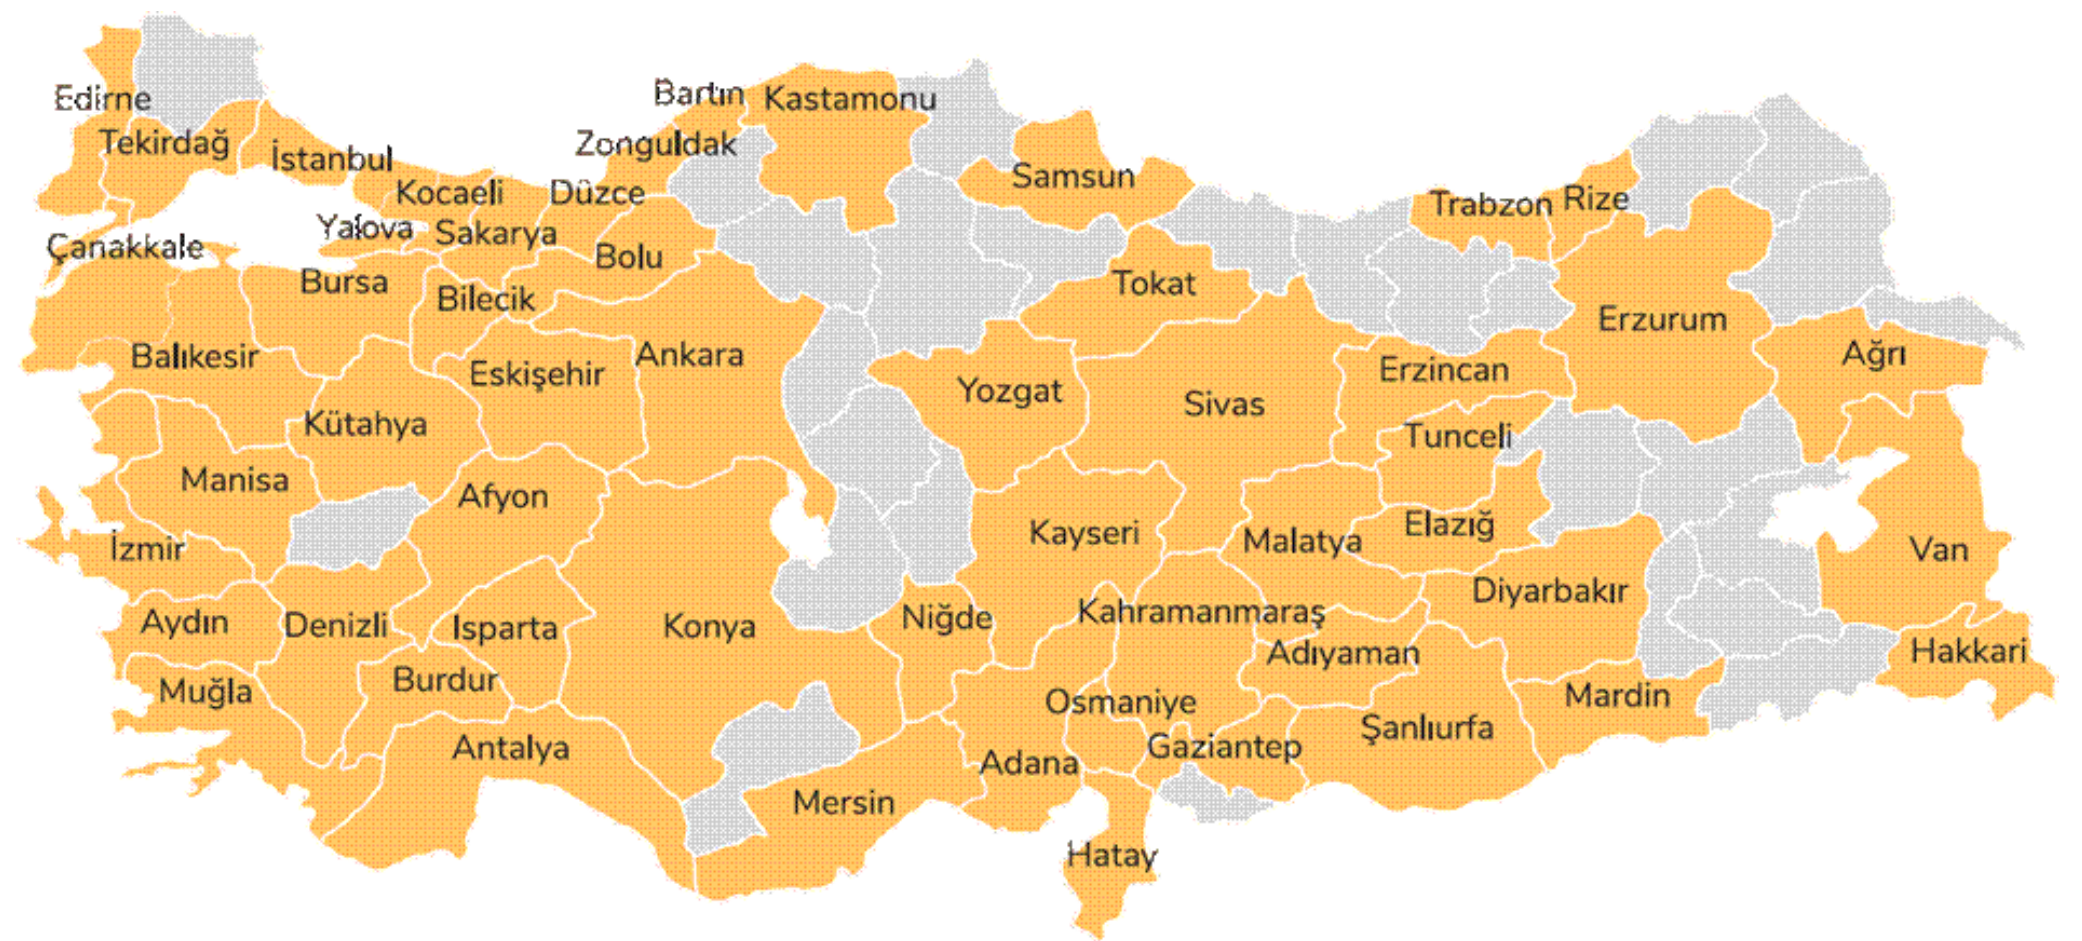 Edirne
Bartın
Kastamonu
Tekirdağ
Zonguldak
İstanbul
Samsun
Kocaeli
Düzce
Trabzon
Rize
Yalova
Sakarya
Çanakkale
Bolu
Bursa
Tokat
Bilecik
Erzurum
Balıkesir
Ankara
Ağrı
Eskişehir
Erzincan
Yozgat
Sivas
Kütahya
Tunceli
Manisa
Afyon
Elazığ
Kayseri
Malatya
İzmir
Van
Diyarbakır
Kahramanmaraş
Niğde
Aydın
Denizli
Isparta
Konya
Adıyaman
Hakkari
Burdur
Muğla
Mardin
Osmaniye
Şanlıurfa
Gaziantep
Antalya
Adana
Mersin
Hatay